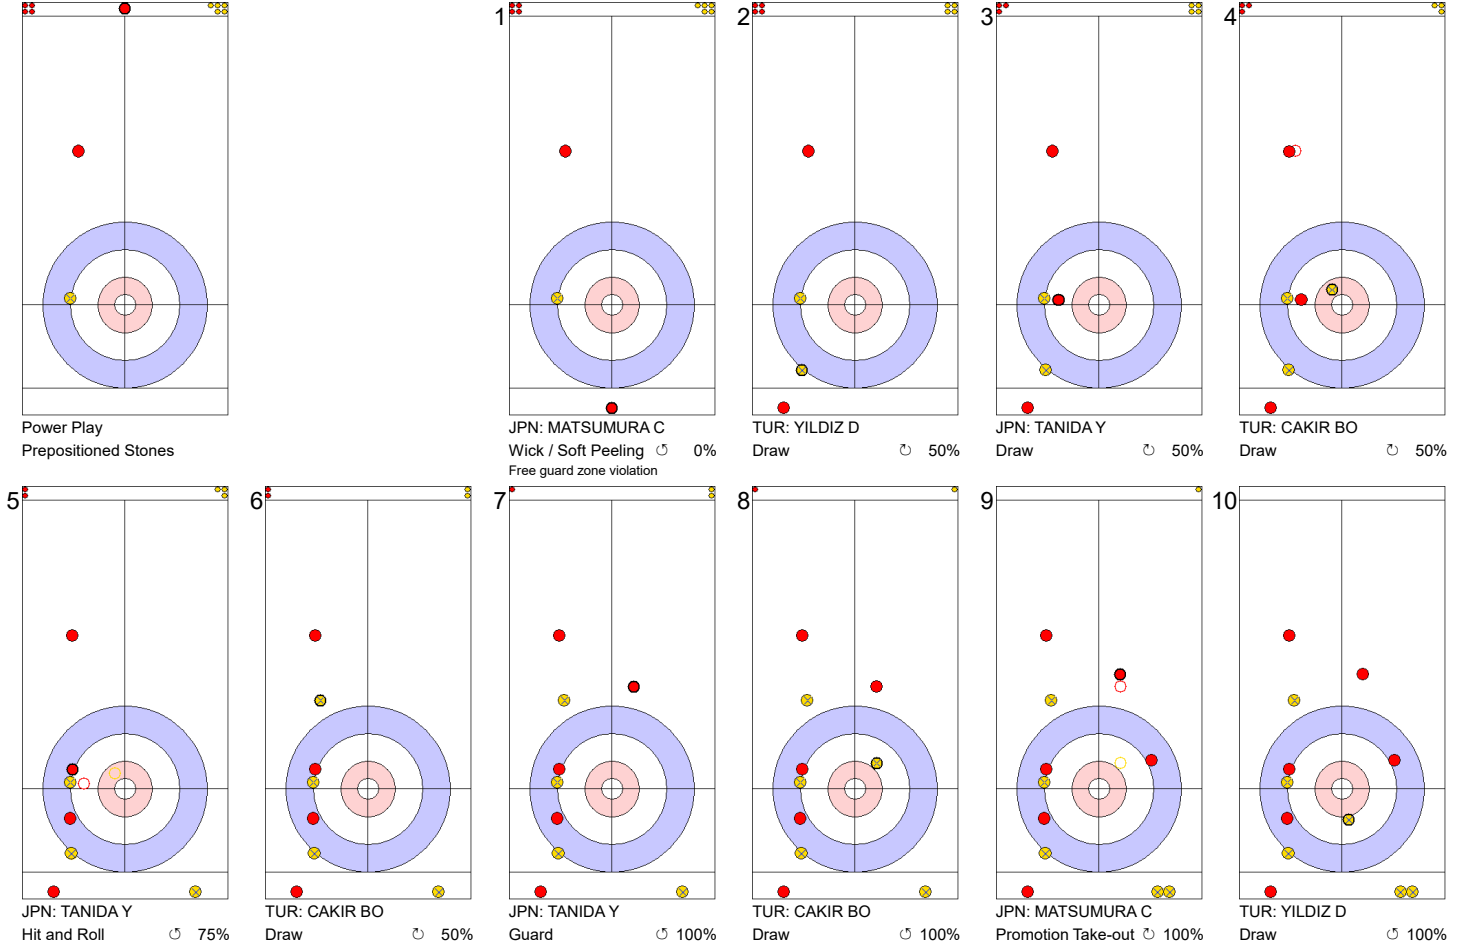 Power Play
Prepositioned Stones
1
JPN: MATSUMURA C
Wick / Soft Peeling 0%
Free guard zone violation
2
TUR: YILDIZ D
Draw 50%
3
JPN: TANIDA Y
Draw 50%
4
TUR: CAKIR BO
Draw 50%
5
JPN: TANIDA Y
Hit and Roll 75%
6
TUR: CAKIR BO
Draw 50%
7
JPN: TANIDA Y
Guard 100%
8
TUR: CAKIR BO
Draw 100%
9
JPN: MATSUMURA C
Promotion Take-out 100%
10
TUR: YILDIZ D
Draw 100%